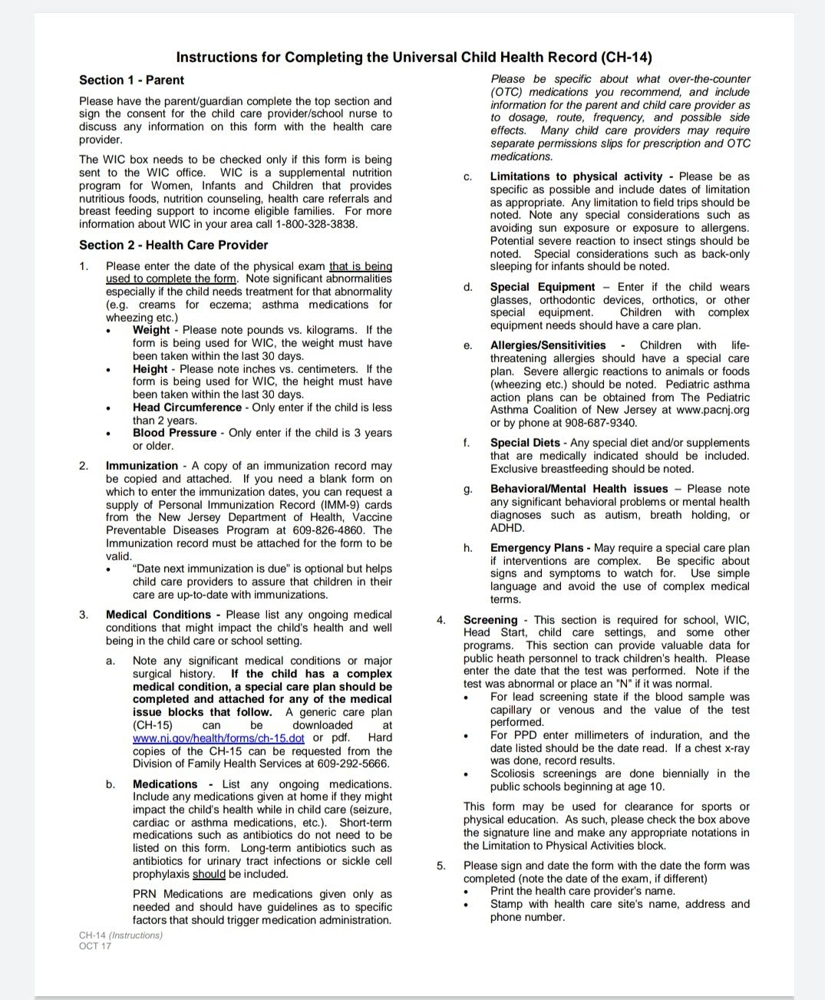 Instructions for Completing the Universal Child Health Record (CH-14)
Section 1 - Parent
Please have the parent/guardian complete the top section and
sign the consent for the child care provider/school nurse to
discuss any information on this form with the health care
provider.
The WIC box needs to be checked only if this form is being
sent to the WIC office. WIC is a supplemental nutrition
program for Women, Infants and Children that provides
nutritious foods, nutrition counseling, health care referrals and
breast feeding support to income eligible families. For more
information about WIC in your area call 1-800-328-3838.
Section 2 - Health Care Provider
1. Please enter the date of the physical exam that is being
used to complete the form. Note significant abnormalities
especially if the child needs treatment for that abnormality
(e.g. creams for eczema; asthma medications for
wheezing etc.)
• Weight - Please note pounds vs. kilograms. If the
form is being used for WIC, the weight must have
been taken within the last 30 days.
• Height - Please note inches vs. centimeters. If the
form is being used for WIC, the height must have
been taken within the last 30 days.
• Head Circumference - Only enter if the child is less
than 2 years.
• Blood Pressure - Only enter if the child is 3 years
or older.
2. Immunization - A copy of an immunization record may
be copied and attached. If you need a blank form on
which to enter the immunization dates, you can request a
supply of Personal Immunization Record (IMM-9) cards
from the New Jersey Department of Health, Vaccine
Preventable Diseases Program at 609-826-4860. The
Immunization record must be attached for the form to be
valid.
• “Date next immunization is due” is optional but helps
child care providers to assure that children in their
care are up-to-date with immunizations.
3. Medical Conditions - Please list any ongoing medical
conditions that might impact the child's health and well
being in the child care or school setting.
a. Note any significant medical conditions or major
surgical history. If the child has a complex
medical condition, a special care plan should be
completed and attached for any of the medical
issue blocks that follow. A generic care plan
(CH-15) can be downloaded at
www.nj.gov/health/forms/ch-15.dot or pdf. Hard
copies of the CH-15 can be requested from the
Division of Family Health Services at 609-292-5666.
b. Medications - List any ongoing medications.
Include any medications given at home if they might
impact the child's health while in child care (seizure,
cardiac or asthma medications, etc.). Short-term
medications such as antibiotics do not need to be
listed on this form. Long-term antibiotics such as
antibiotics for urinary tract infections or sickle cell
prophylaxis should be included.
PRN Medications are medications given only as
needed and should have guidelines as to specific
factors that should trigger medication administration.
Please be specific about what over-the-counter
(OTC) medications you recommend, and include
information for the parent and child care provider as
to dosage, route, frequency, and possible side
effects. Many child care providers may require
separate permissions slips for prescription and OTC
medications.
c. Limitations to physical activity - Please be as
specific as possible and include dates of limitation
as appropriate. Any limitation to field trips should be
noted. Note any special considerations such as
avoiding sun exposure or exposure to allergens.
Potential severe reaction to insect stings should be
noted. Special considerations such as back-only
sleeping for infants should be noted.
d. Special Equipment – Enter if the child wears
glasses, orthodontic devices, orthotics, or other
special equipment. Children with complex
equipment needs should have a care plan.
e. Allergies/Sensitivities - Children with life-
threatening allergies should have a special care
plan. Severe allergic reactions to animals or foods
(wheezing etc.) should be noted. Pediatric asthma
action plans can be obtained from The Pediatric
Asthma Coalition of New Jersey at www.pacnj.org
or by phone at 908-687-9340.
f. Special Diets - Any special diet and/or supplements
that are medically indicated should be included.
Exclusive breastfeeding should be noted.
g. Behavioral/Mental Health issues – Please note
any significant behavioral problems or mental health
diagnoses such as autism, breath holding, or
ADHD.
h. Emergency Plans - May require a special care plan
if interventions are complex. Be specific about
signs and symptoms to watch for. Use simple
language and avoid the use of complex medical
terms.
4. Screening - This section is required for school, WIC,
Head Start, child care settings, and some other
programs. This section can provide valuable data for
public heath personnel to track children's health. Please
enter the date that the test was performed. Note if the
test was abnormal or place an "N" if it was normal.
• For lead screening state if the blood sample was
capillary or venous and the value of the test
performed.
• For PPD enter millimeters of induration, and the
date listed should be the date read. If a chest x-ray
was done, record results.
• Scoliosis screenings are done biennially in the
public schools beginning at age 10.
This form may be used for clearance for sports or
physical education. As such, please check the box above
the signature line and make any appropriate notations in
the Limitation to Physical Activities block.
5. Please sign and date the form with the date the form was
completed (note the date of the exam, if different)
• Print the health care provider's name.
• Stamp with health care site's name, address and
phone number.
CH-14 (Instructions)
OCT 17